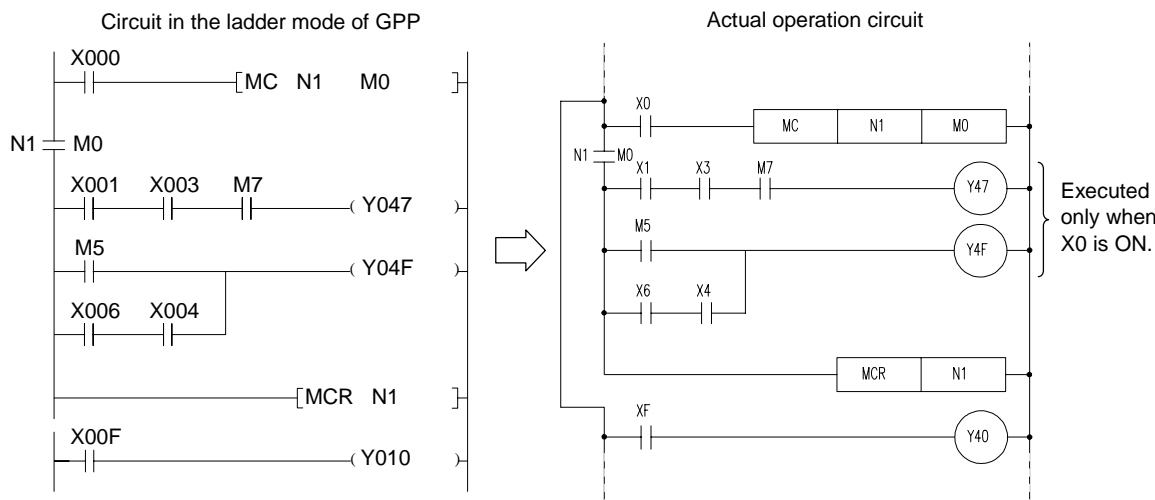 Circuit in the ladder mode of GPP
X000
MC N1 M0
N1 M0
X001 X003 M7
Y047
M5
Y04F
X006 X004
MCR N1
X00F
Y010
Actual operation circuit
X0
MC N1 M0
N1 M0
X1 X3 M7
Y47
M5
Y4F
X6 X4
MCR N1
XF
Y40
Executed
only when
X0 is ON.